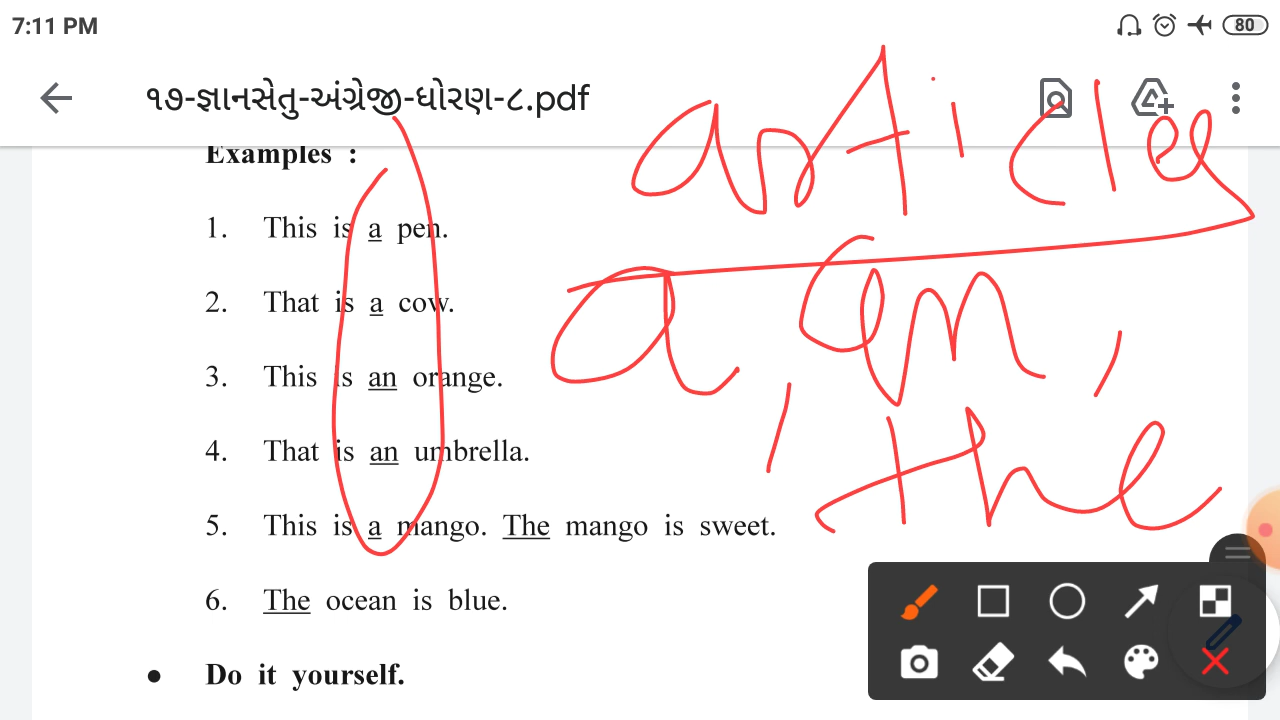 7:11 PM 80
૧૭-જ્ઞાનસેતુ-અંગ્રેજી-ધોરણ-૮.pdf
articles
Examples :
a, an,
the
1. This is a pen.
2. That is a cow.
3. This is an orange.
4. That is an umbrella.
5. This is a mango. The mango is sweet.
6. The ocean is blue.
• Do it yourself.